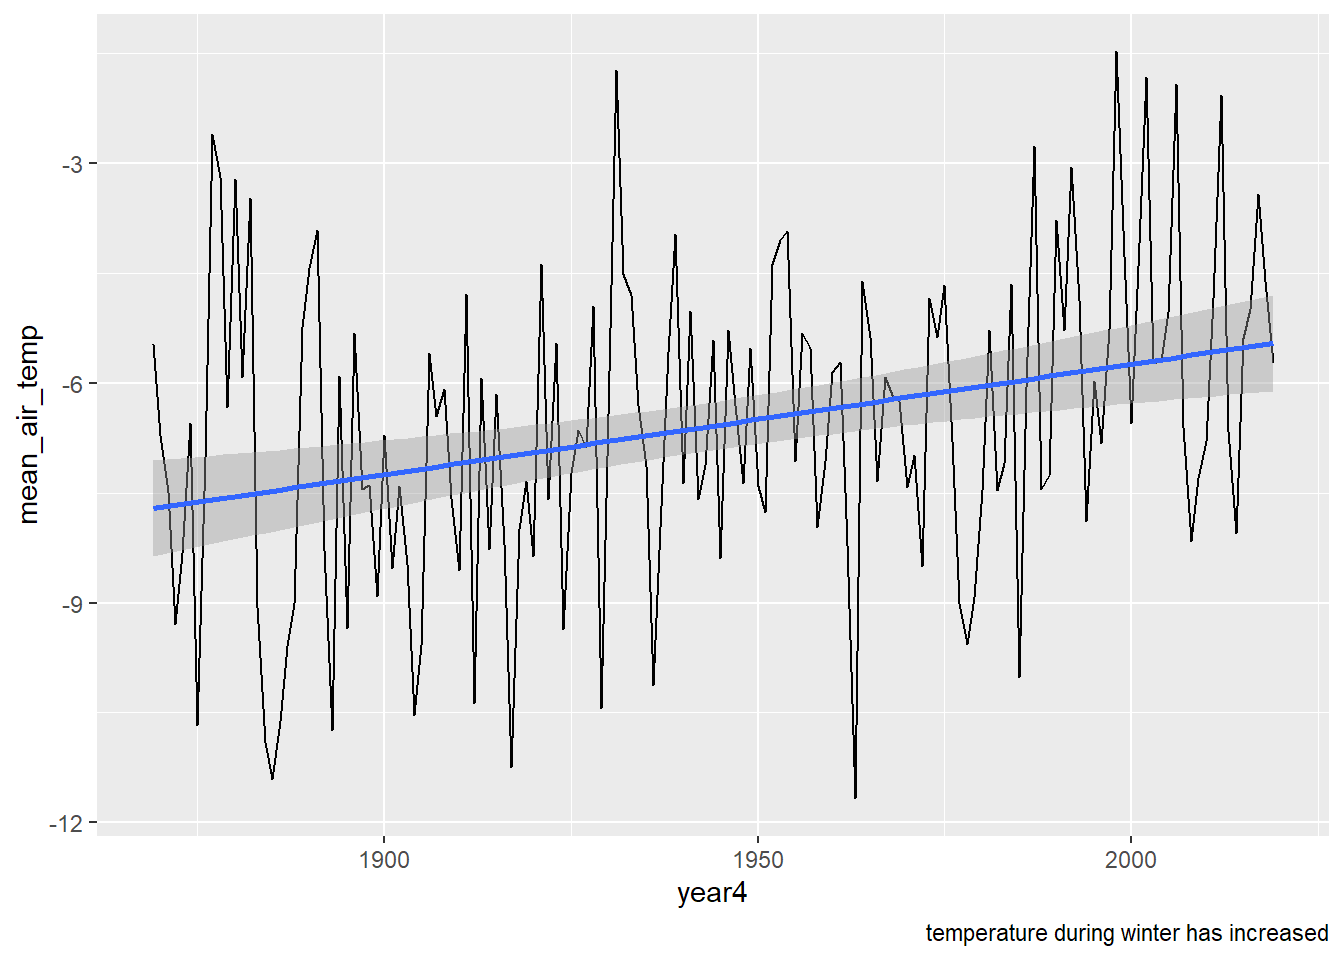 mean_air_temp
-3
-6
-9
-12
1900
1950
2000
year4
temperature during winter has increased